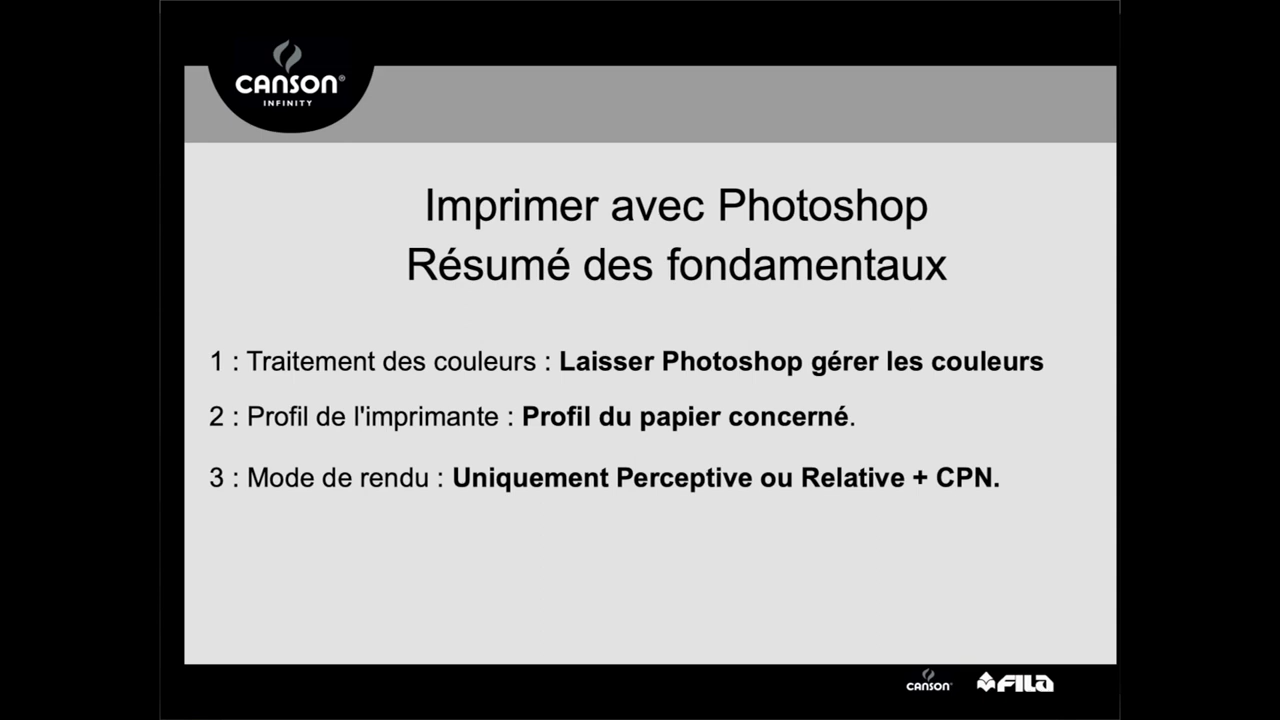 CANSON®
INFINITY
Imprimer avec Photoshop
Résumé des fondamentaux
1 : Traitement des couleurs : Laisser Photoshop gérer les couleurs
2 : Profil de l'imprimante : Profil du papier concerné.
3 : Mode de rendu : Uniquement Perceptive ou Relative + CPN.
CANSON® FILA